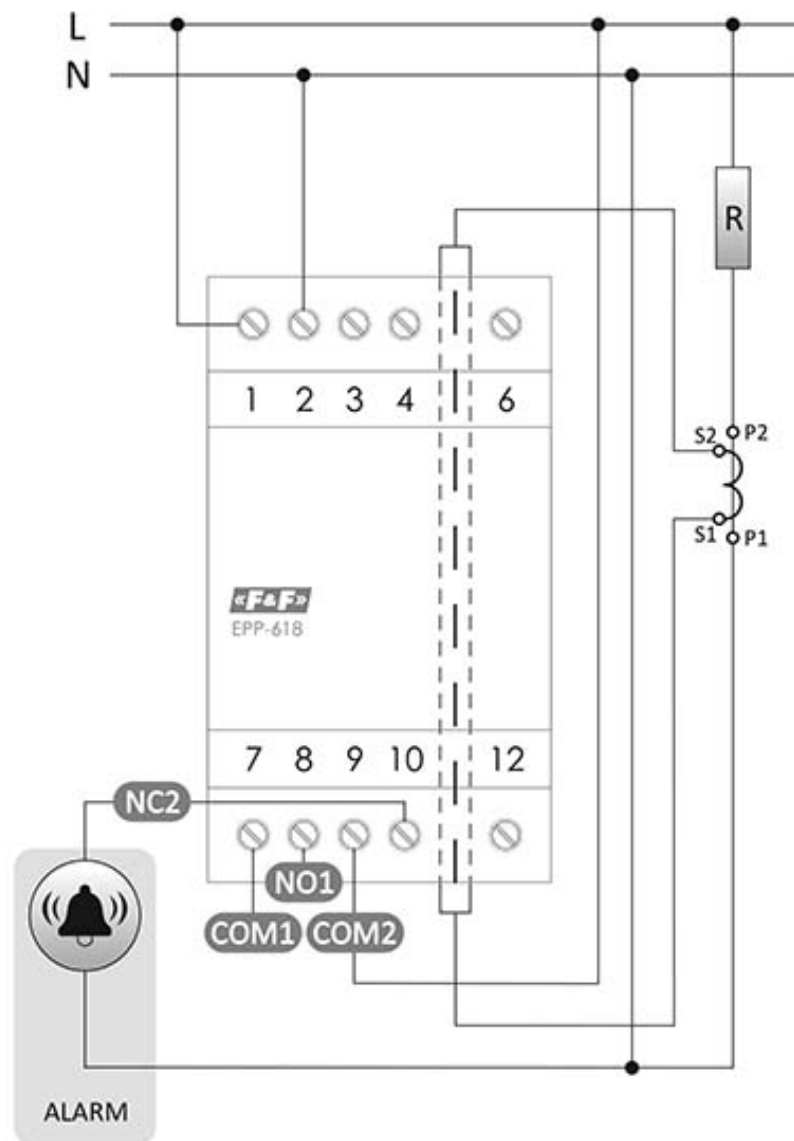 L
N
R
1 2 3 4 6
S2 P2
S1 P1
«F&F»
EPP-618
7 8 9 10 12
NC2
NO1
COM1 COM2
ALARM